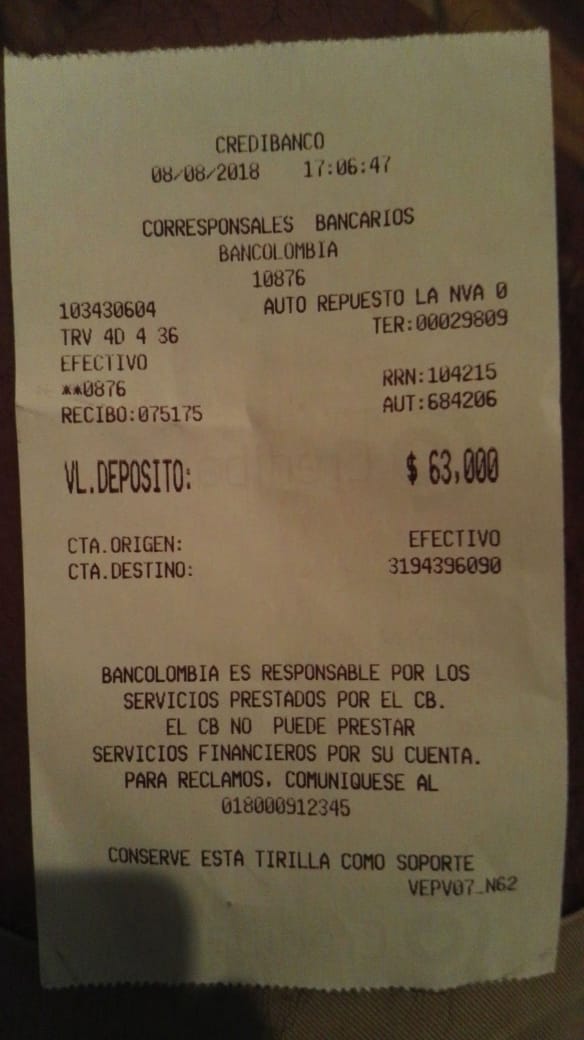 CREDIBANCO
08/08/2018 17:06:47
CORRESPONSALES BANCARIOS
BANCOLOMBIA
10876
103430604 AUTO REPUESTO LA NVA 0
TRV 4D 4 36 TER:00029809
EFECTIVO
**0876 RRN:104215
RECIBO:075175 AUT:684206
VL.DEPOSITO: $ 63,000
CTA.ORIGEN: EFECTIVO
CTA.DESTINO: 3194396090
BANCOLOMBIA ES RESPONSABLE POR LOS
SERVICIOS PRESTADOS POR EL CB.
EL CB NO PUEDE PRESTAR
SERVICIOS FINANCIEROS POR SU CUENTA.
PARA RECLAMOS, COMUNIQUESE AL
018000912345
CONSERVE ESTA TIRILLA COMO SOPORTE
VEPV07_N62